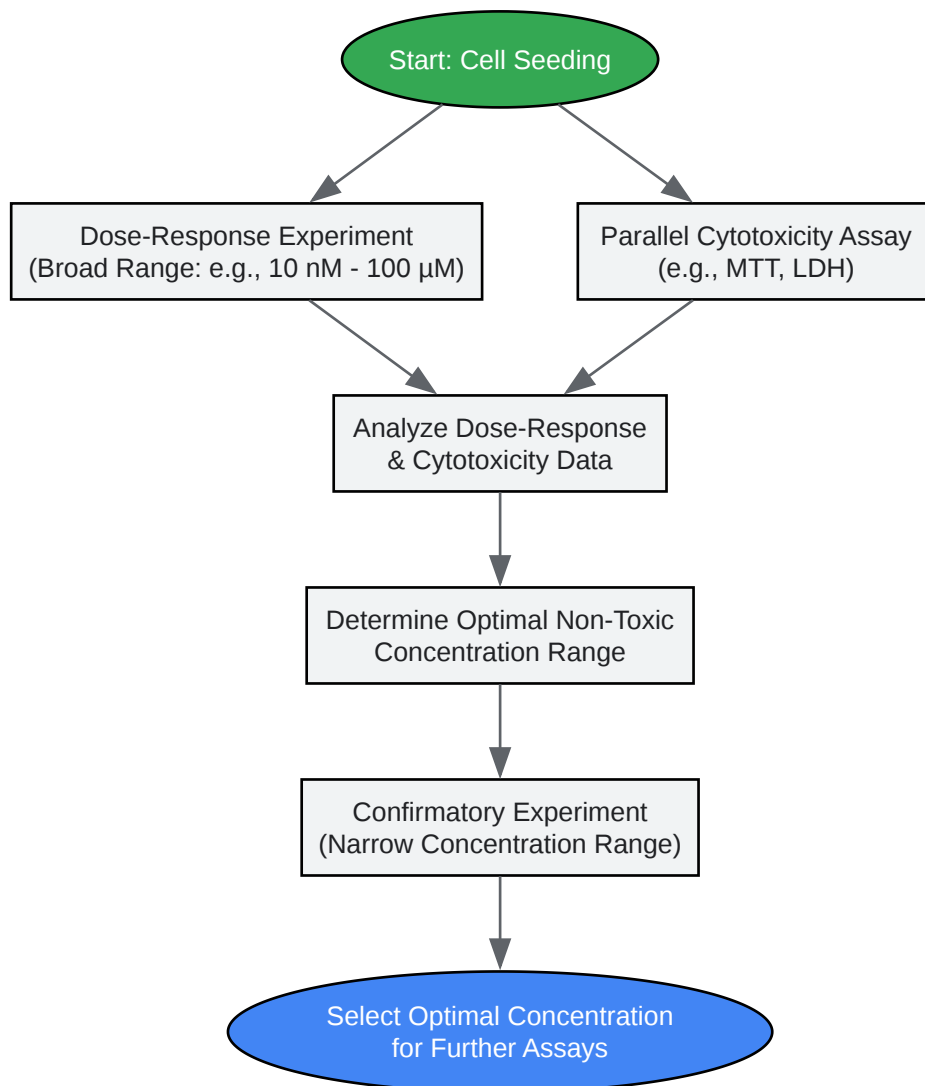 Start: Cell Seeding
Dose-Response Experiment
(Broad Range: e.g., 10 nM - 100 µM)
Parallel Cytotoxicity Assay
(e.g., MTT, LDH)
Analyze Dose-Response
& Cytotoxicity Data
Determine Optimal Non-Toxic
Concentration Range
Confirmatory Experiment
(Narrow Concentration Range)
Select Optimal Concentration
for Further Assays